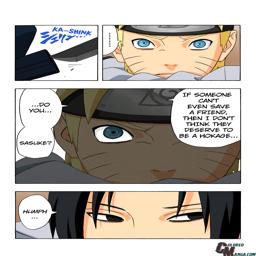 KA-SHINK
..........
IF SOMEONE
CAN'T
EVEN SAVE
A FRIEND,
THEN I DON'T
THINK THEY
DESERVE TO
BE A HOKAGE...
...DO
YOU...
SASUKE?
HUMPH
...
COLORED
MANGA.COM